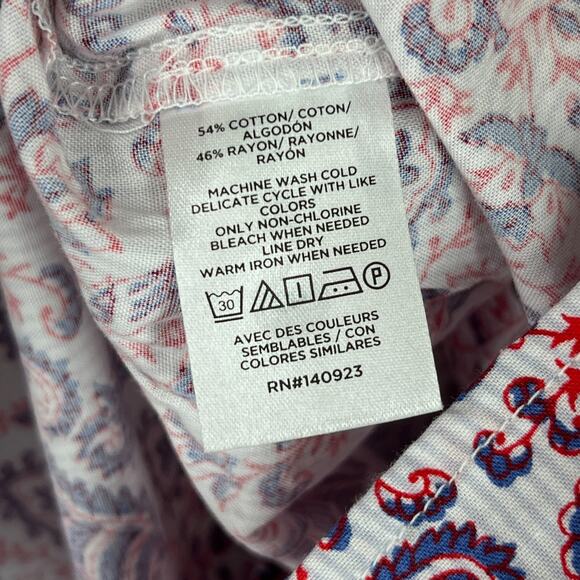 54% COTTON/ COTON/
ALGODÓN
46% RAYON/ RAYONNE/
RAYÓN
MACHINE WASH COLD
DELICATE CYCLE WITH LIKE
COLORS
ONLY NON-CHLORINE
BLEACH WHEN NEEDED
LINE DRY
WARM IRON WHEN NEEDED
30 P
AVEC DES COULEURS
SEMBLABLES / CON
COLORES SIMILARES
RN#140923